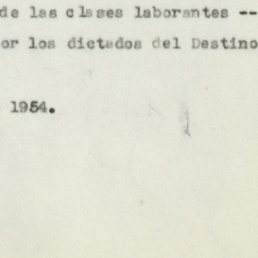 de las clases laborantes --
or los dictados del Destino
1954.